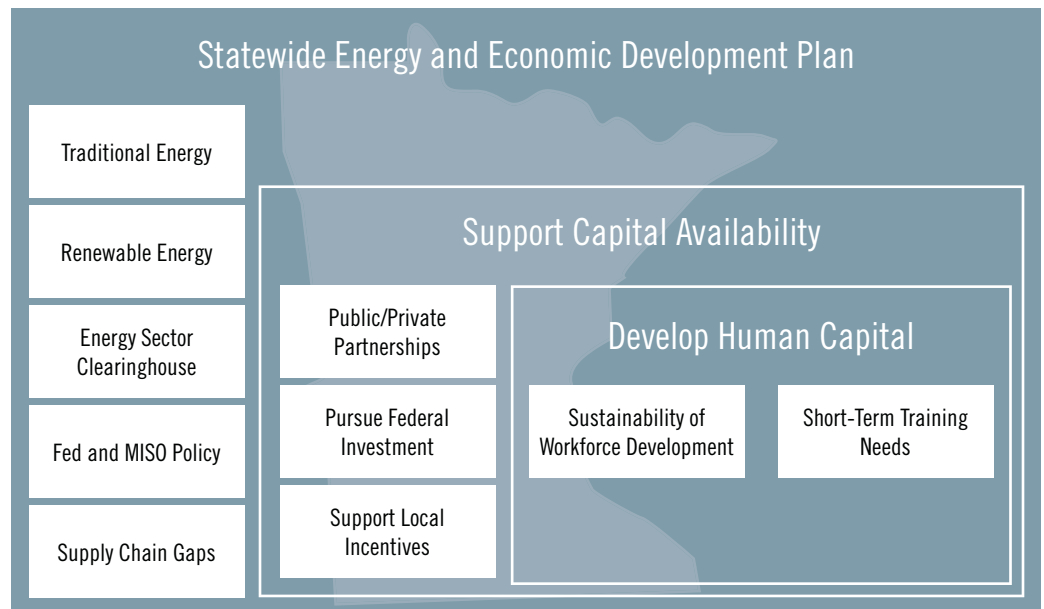 Statewide Energy and Economic Development Plan
Traditional Energy
Renewable Energy
Energy Sector
Clearinghouse
Fed and MISO Policy
Supply Chain Gaps
Support Capital Availability
Public/Private
Partnerships
Pursue Federal
Investment
Support Local
Incentives
Develop Human Capital
Sustainability of
Workforce Development
Short-Term Training
Needs